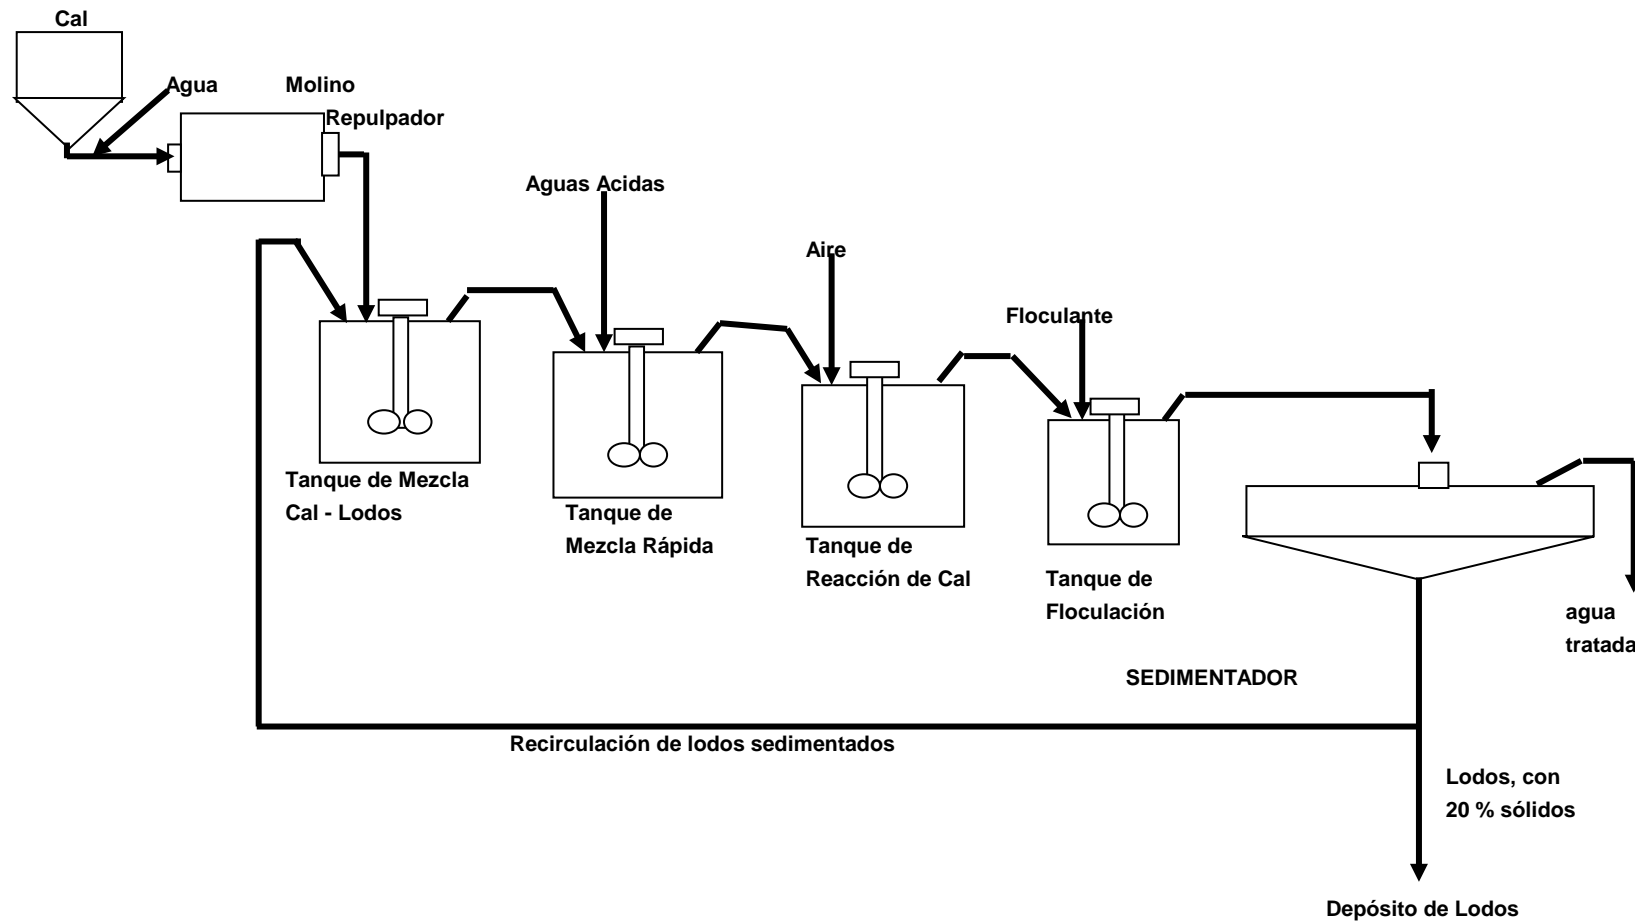 Cal
Agua
Molino
Repulpador
Aguas Acidas
Aire
Floculante
Tanque de Mezcla
Cal - Lodos
Tanque de
Mezcla Rápida
Tanque de
Reacción de Cal
Tanque de
Floculación
agua
tratada
SEDIMENTADOR
Recirculación de lodos sedimentados
Lodos, con
20 % sólidos
Depósito de Lodos